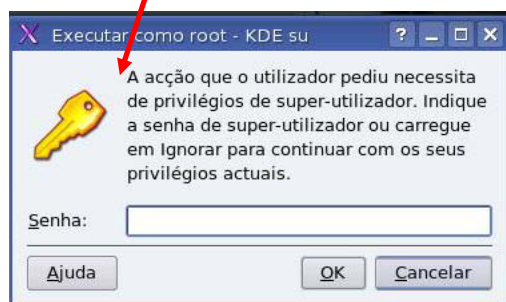 Executar como root - KDE su
A acção que o utilizador pediu necessita
de privilégios de super-utilizador. Indique
a senha de super-utilizador ou carregue
em Ignorar para continuar com os seus
privilégios actuais.
Senha:
Ajuda OK Cancelar